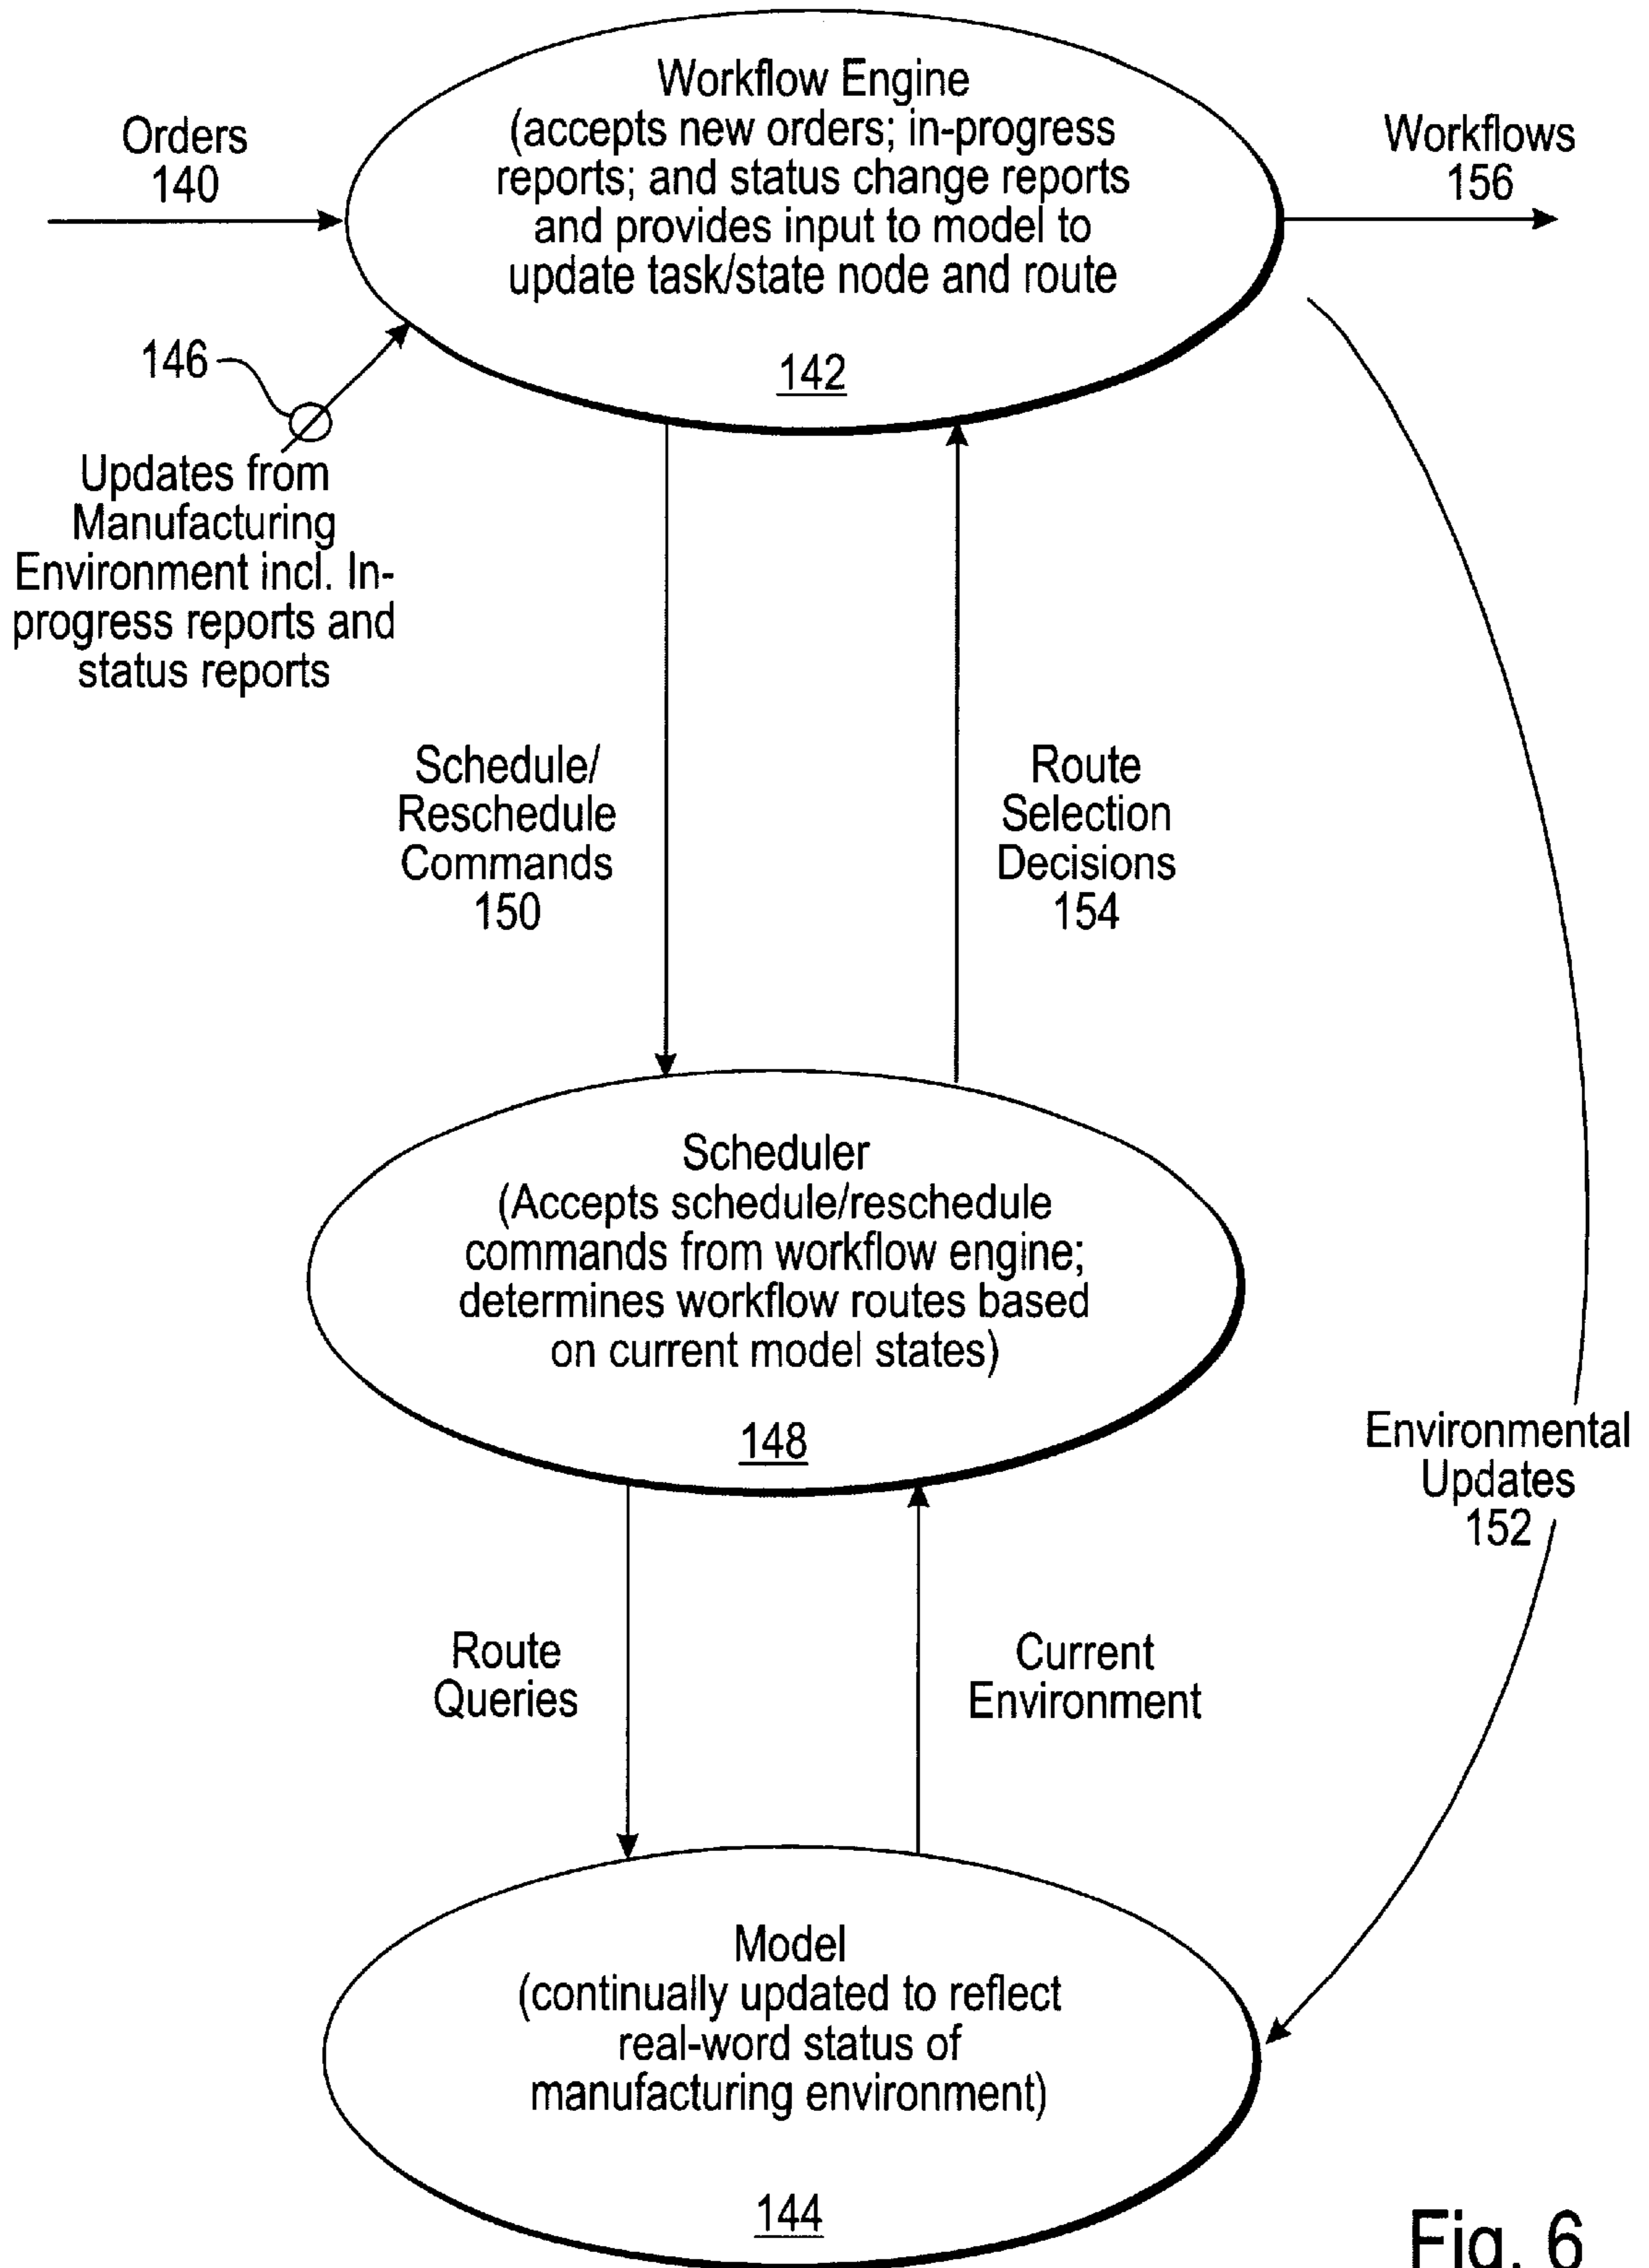 Workflow Engine
(accepts new orders; in-progress
reports; and status change reports
and provides input to model to
update task/state node and route
142
Orders
140
Workflows
156
146
Updates from
Manufacturing
Environment incl. In-
progress reports and
status reports
Schedule/
Reschedule
Commands
150
Route
Selection
Decisions
154
Scheduler
(Accepts schedule/reschedule
commands from workflow engine;
determines workflow routes based
on current model states)
148
Environmental
Updates
152
Route
Queries
Current
Environment
Model
(continually updated to reflect
real-word status of
manufacturing environment)
144
Fig. 6